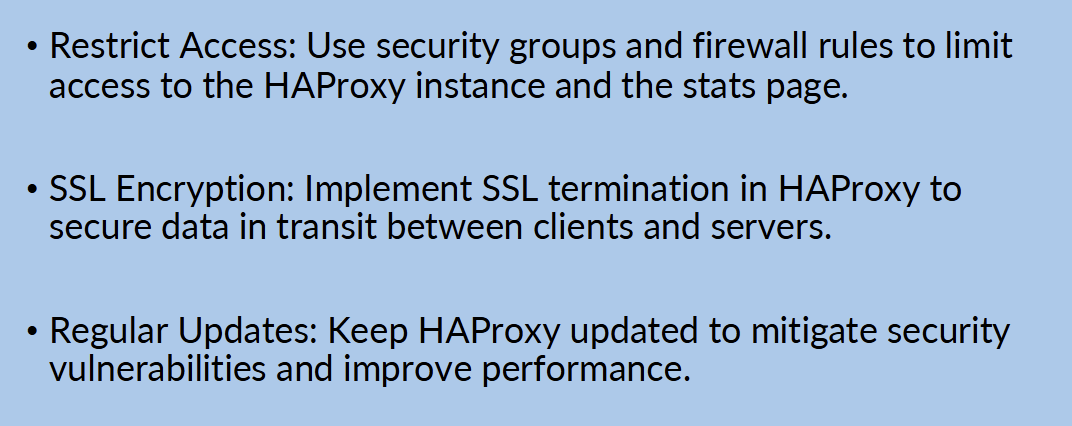 • Restrict Access: Use security groups and firewall rules to limit
access to the HAProxy instance and the stats page.
• SSL Encryption: Implement SSL termination in HAProxy to
secure data in transit between clients and servers.
• Regular Updates: Keep HAProxy updated to mitigate security
vulnerabilities and improve performance.